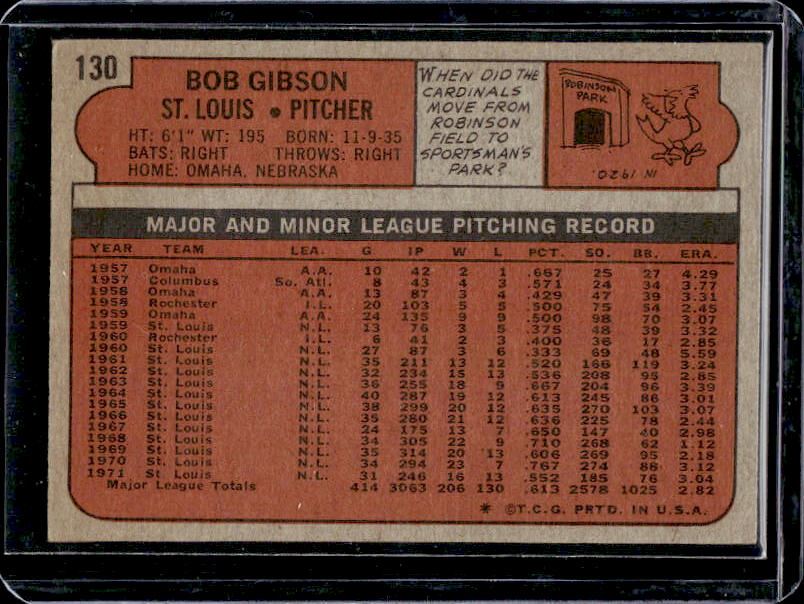 130
BOB GIBSON
ST. LOUIS • PITCHER
HT: 6'1" WT: 195 BORN: 11-9-35
BATS: RIGHT THROWS: RIGHT
HOME: OMAHA, NEBRASKA
WHEN DID THE
CARDINALS
MOVE FROM
ROBINSON
FIELD TO
SPORTSMAN'S
PARK?
ROBINSON
PARK
IN 1920.
MAJOR AND MINOR LEAGUE PITCHING RECORD
YEAR TEAM LEA. G IP W L PCT. SO. BB. ERA.
1957 Omaha A.A. 10 42 2 1 .667 25 27 4.29
1957 Columbus So. Atl. 8 43 4 3 .571 24 34 3.77
1958 Omaha A.A. 13 87 3 4 .429 47 39 3.31
1958 Rochester I.L. 20 103 5 5 .500 75 54 2.45
1959 Omaha A.A. 24 135 9 9 .500 98 70 3.07
1959 St. Louis N.L. 13 76 3 5 .375 48 39 3.32
1960 Rochester I.L. 6 41 2 3 .400 36 17 2.85
1960 St. Louis N.L. 27 87 3 6 .333 69 48 5.59
1961 St. Louis N.L. 35 211 13 12 .520 166 119 3.24
1962 St. Louis N.L. 32 234 15 13 .536 208 95 2.85
1963 St. Louis N.L. 36 255 18 9 .667 204 96 3.39
1964 St. Louis N.L. 40 287 19 12 .613 245 86 3.01
1965 St. Louis N.L. 38 299 20 12 .635 270 103 3.07
1966 St. Louis N.L. 35 280 21 12 .636 225 78 2.44
1967 St. Louis N.L. 24 175 13 7 .650 147 40 2.98
1968 St. Louis N.L. 34 305 22 9 .710 268 62 1.12
1969 St. Louis N.L. 35 314 20 13 .606 269 95 2.18
1970 St. Louis N.L. 34 294 23 7 .767 274 88 3.12
1971 St. Louis N.L. 31 246 16 13 .552 185 76 3.04
Major League Totals 414 3063 206 130 .613 2578 1025 2.82
* ©T.C.G. PRTD. IN U.S.A.